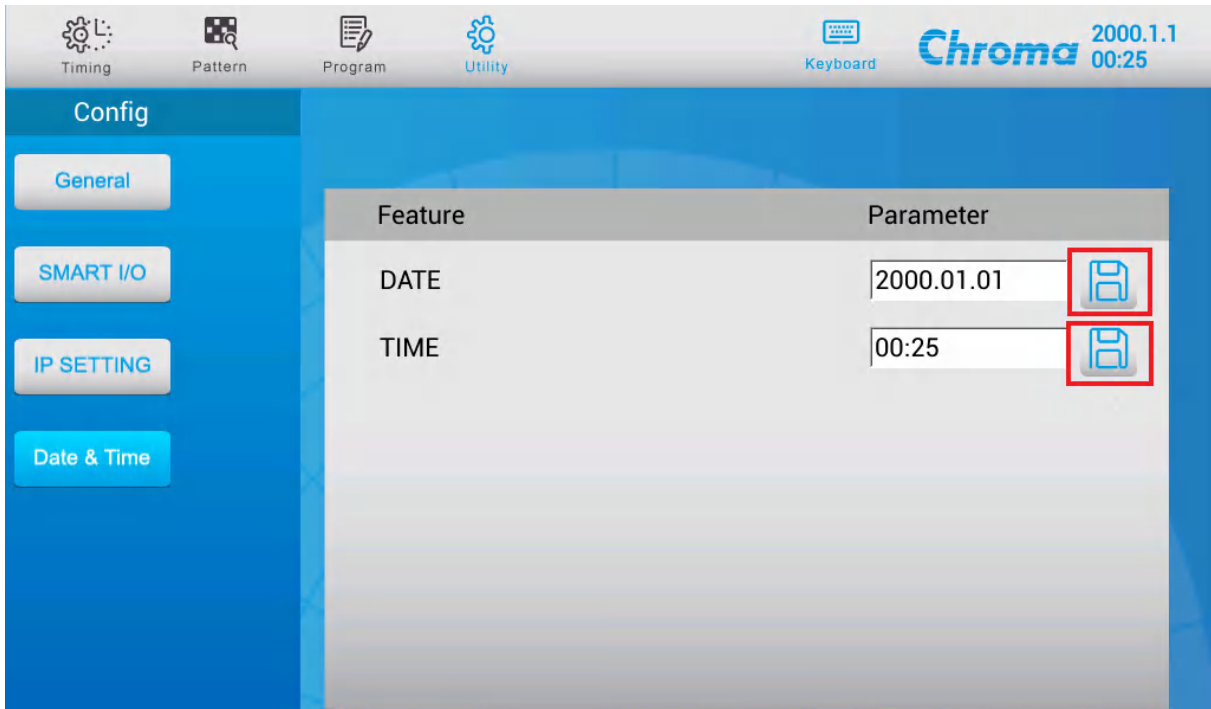 Timing
Pattern
Program
Utility
Keyboard
Chroma
2000.1.1
00:25
Config
General
SMART I/O
IP SETTING
Date & Time
Feature
Parameter
DATE
2000.01.01
TIME
00:25